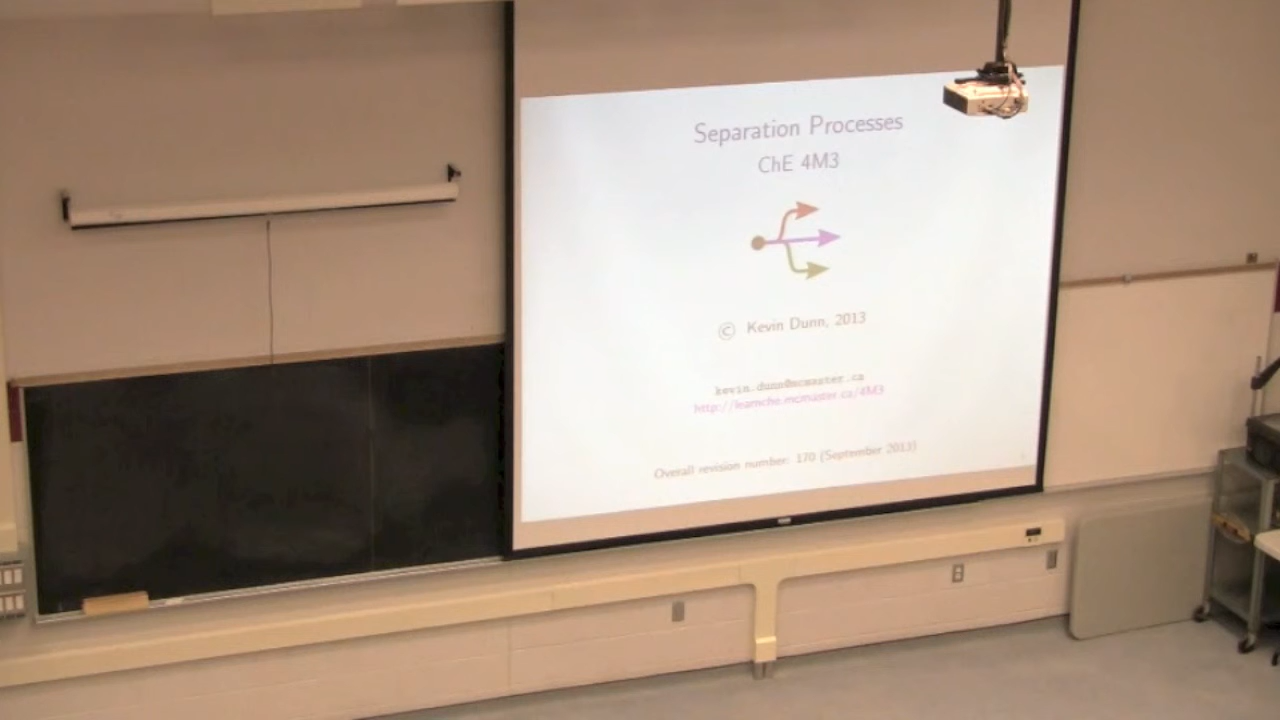 Separation Processes
ChE 4M3
© Kevin Dunn, 2013
kevin.dunn@mcmaster.ca
http://learnche.mcmaster.ca/4M3
Overall revision number: 170 (September 2013)